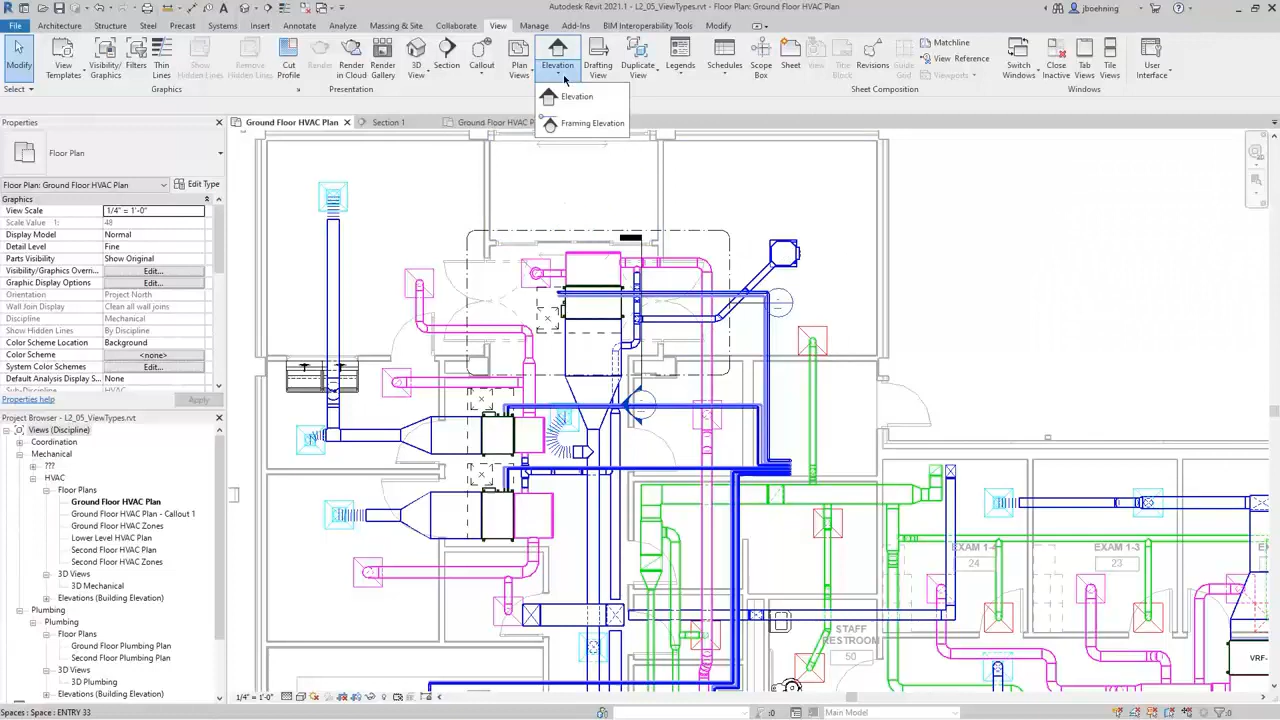 Autodesk Revit 2021.1 - L2_05_ViewTypes.rvt - Floor Plan: Ground Floor HVAC Plan
jboehning
File Architecture Structure Steel Precast Systems Insert Annotate Analyze Massing & Site Collaborate View Manage Add-Ins BIM Interoperability Tools Modify
Modify
View Templates
Visibility/ Graphics
Filters
Thin Lines
Show Hidden Lines
Remove Hidden Lines
Cut Profile
Render
Render in Cloud
Render Gallery
3D View
Section
Callout
Plan Views
Elevation
Drafting View
Duplicate View
Legends
Schedules
Scope Box
Sheet
Title Block
Revisions
Guide Grid
Matchline
View Reference
Viewports
Switch Windows
Close Inactive
Tab Views
Tile Views
User Interface
Select
Graphics
Presentation
Sheet Composition
Windows
Elevation
Framing Elevation
Properties
Ground Floor HVAC Plan
Section 1
Ground Floor HVAC P
Floor Plan
Floor Plan: Ground Floor HVAC Plan
Edit Type
Graphics
View Scale 1/4" = 1'-0"
Scale Value 1: 48
Display Model Normal
Detail Level Fine
Parts Visibility Show Original
Visibility/Graphics Overri... Edit...
Graphic Display Options Edit...
Orientation Project North
Wall Join Display Clean all wall joins
Discipline Mechanical
Show Hidden Lines By Discipline
Color Scheme Location Background
Color Scheme <none>
System Color Schemes Edit...
Default Analysis Display S... None
Sub-Discipline HVAC
Properties help
Apply
Project Browser - L2_05_ViewTypes.rvt
Views (Discipline)
Coordination
Mechanical
???
HVAC
Floor Plans
Ground Floor HVAC Plan
Ground Floor HVAC Plan - Callout 1
Ground Floor HVAC Zones
Lower Level HVAC Plan
Second Floor HVAC Plan
Second Floor HVAC Zones
3D Views
3D Mechanical
Elevations (Building Elevation)
Plumbing
Plumbing
Floor Plans
Ground Floor Plumbing Plan
Second Floor Plumbing Plan
3D Views
3D Plumbing
Elevations (Building Elevation)
EXAM 1-4
24
EXAM 1-3
23
STAFF
RESTROOM
50
VRF-
1/4" = 1'-0"
Spaces : Space : ENTRY 33
:0
Main Model
:0